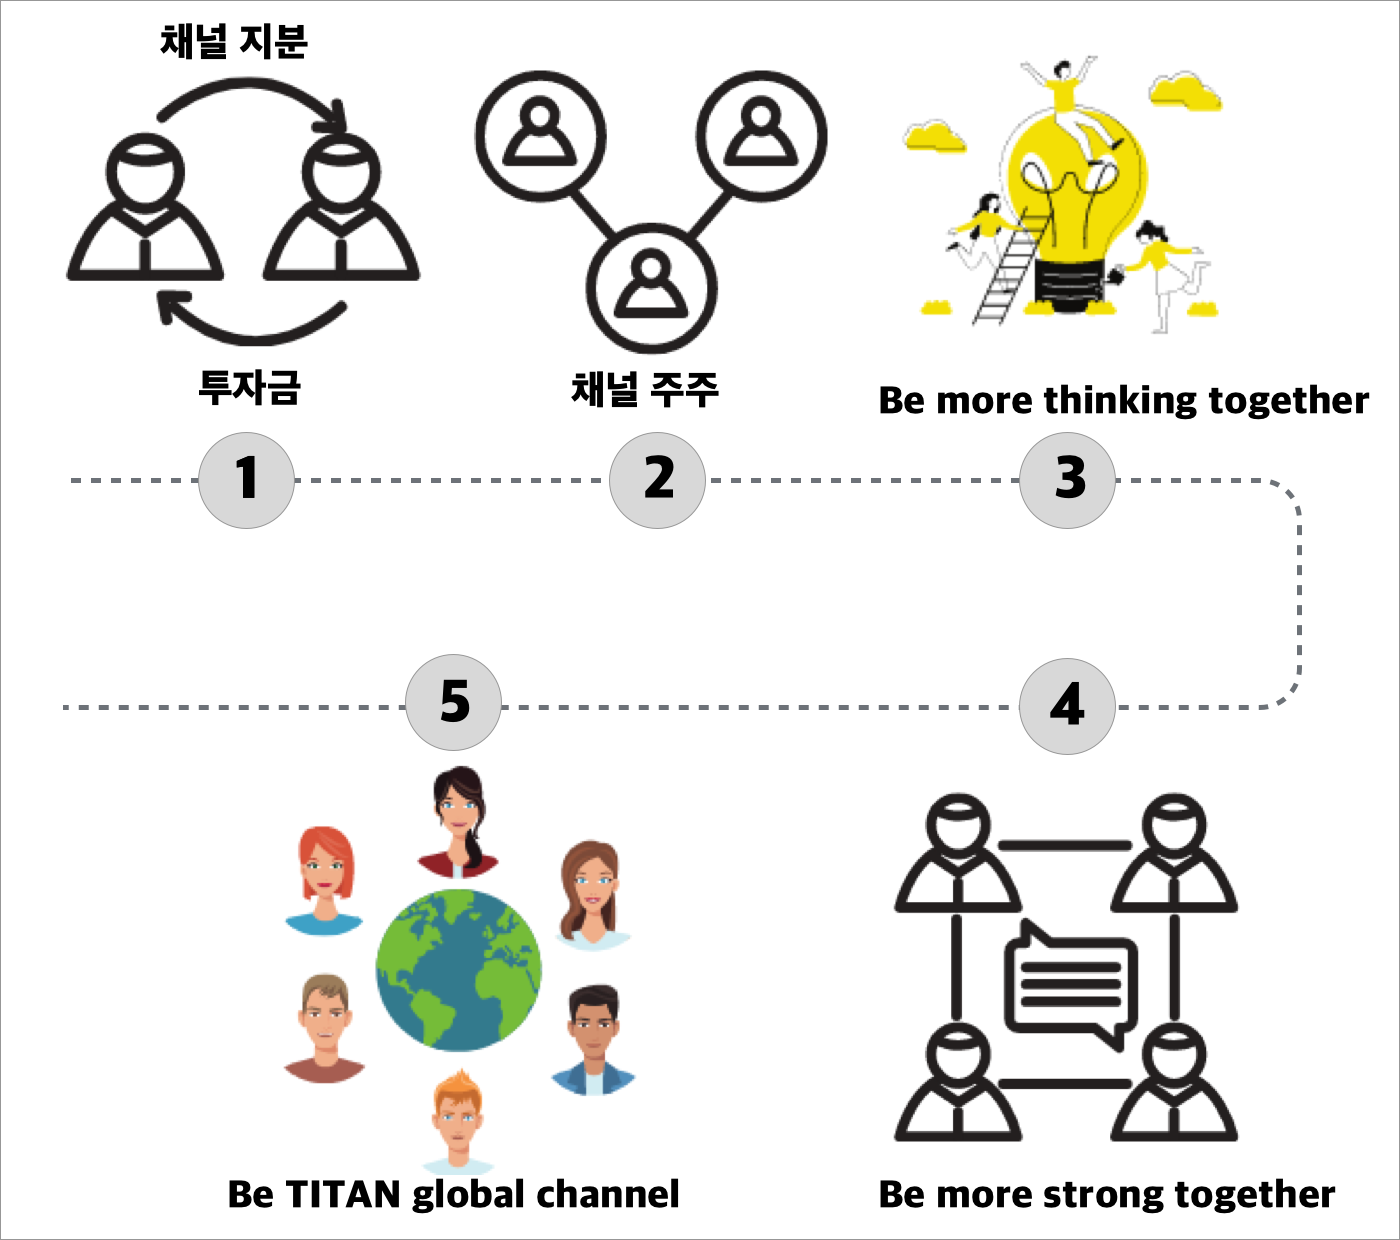 채널 지분
투자금
채널 주주
Be more thinking together
1
2
3
5
4
Be TITAN global channel
Be more strong together